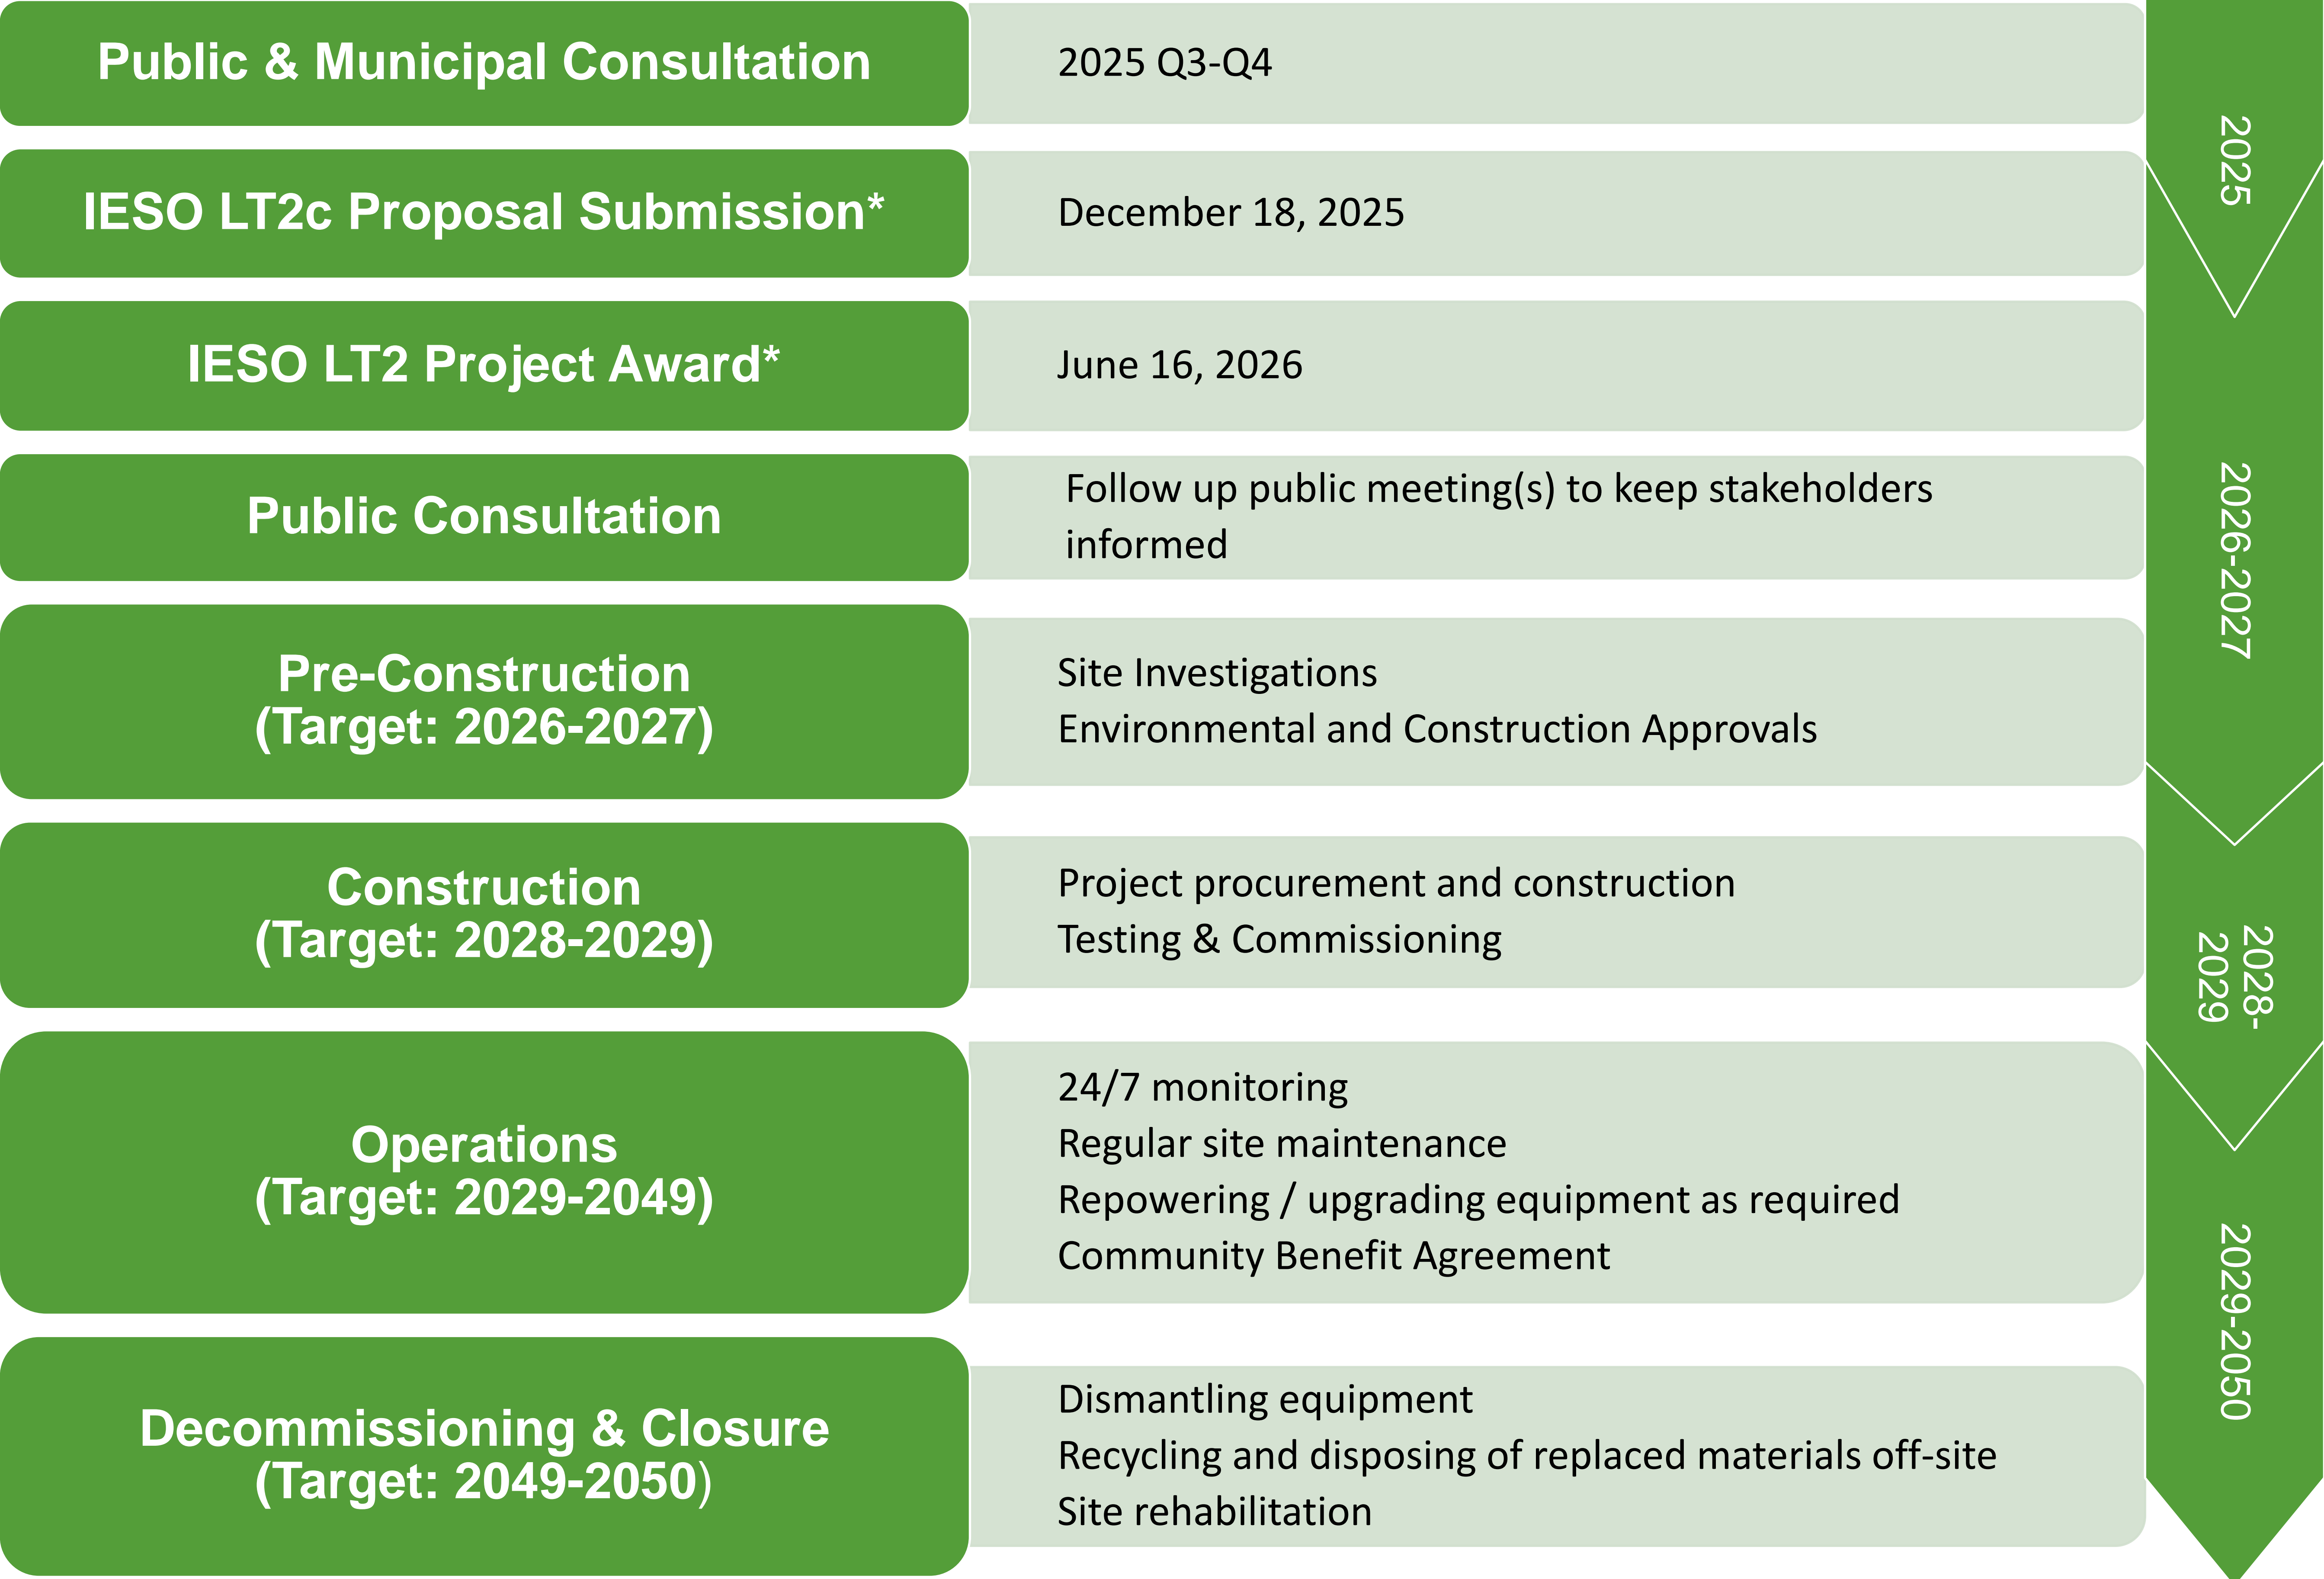 Public & Municipal Consultation
2025 Q3-Q4
IESO LT2c Proposal Submission*
December 18, 2025
IESO LT2 Project Award*
June 16, 2026
Public Consultation
Follow up public meeting(s) to keep stakeholders
informed
Pre-Construction
(Target: 2026-2027)
Site Investigations
Environmental and Construction Approvals
Construction
(Target: 2028-2029)
Project procurement and construction
Testing & Commissioning
Operations
(Target: 2029-2049)
24/7 monitoring
Regular site maintenance
Repowering / upgrading equipment as required
Community Benefit Agreement
Decommissioning & Closure
(Target: 2049-2050)
Dismantling equipment
Recycling and disposing of replaced materials off-site
Site rehabilitation
2025
2026-2027
2028-
2029
2029-2050